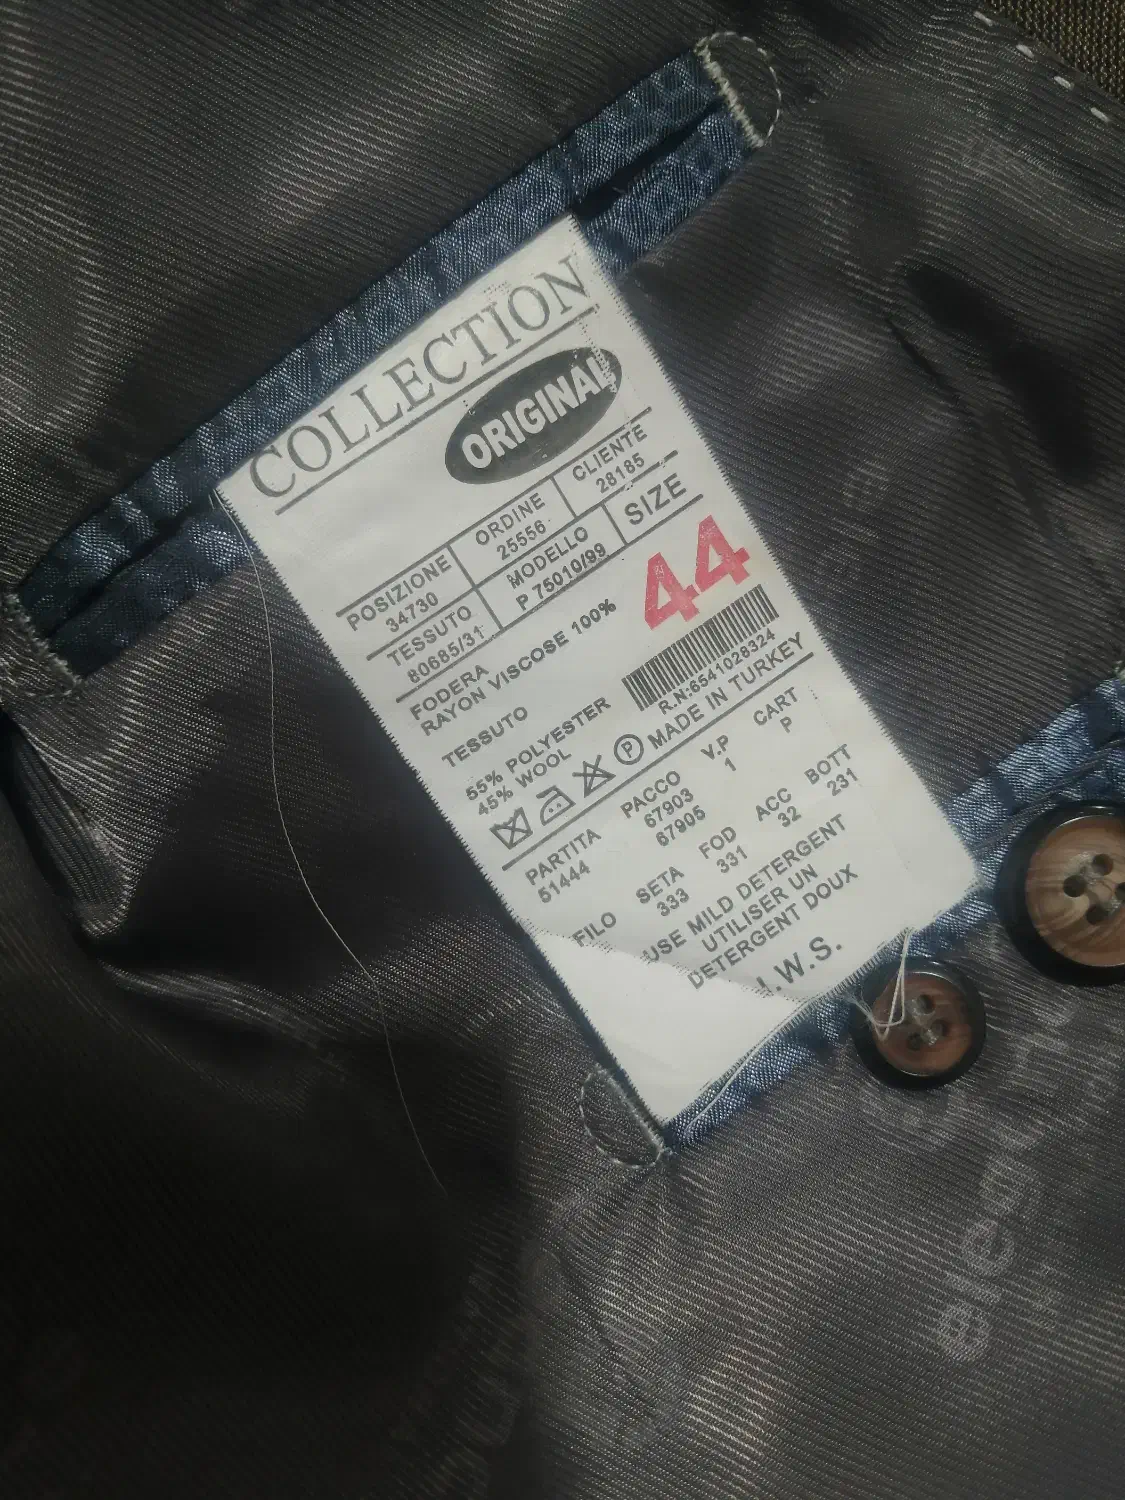 COLLECTION
ORIGINAL
POSIZIONE
34730
ORDINE
25556
CLIENTE
28185
TESSUTO
80685/31
MODELLO
P 75010/99
SIZE
44
FODERA
RAYON VISCOSE 100%
TESSUTO
55% POLYESTER
45% WOOL
R.N:6541028324
P MADE IN TURKEY
PARTITA
51444
PACCO
67903
67905
V.P
1
CART
P
FILO
SETA
333
FOD
331
ACC
32
BOTT
231
USE MILD DETERGENT
UTILISER UN
DETERGENT DOUX
.W.S.